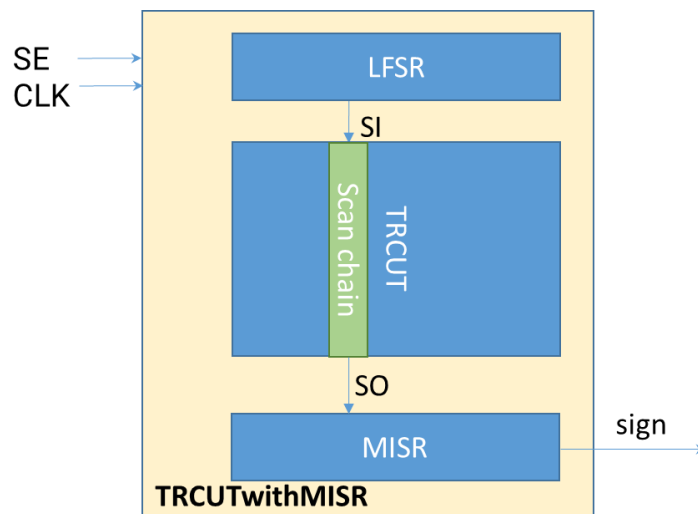 LFSR
SE
CLK
SI
Scan chain
TRCUT
SO
MISR
sign
TRCUTwithMISR